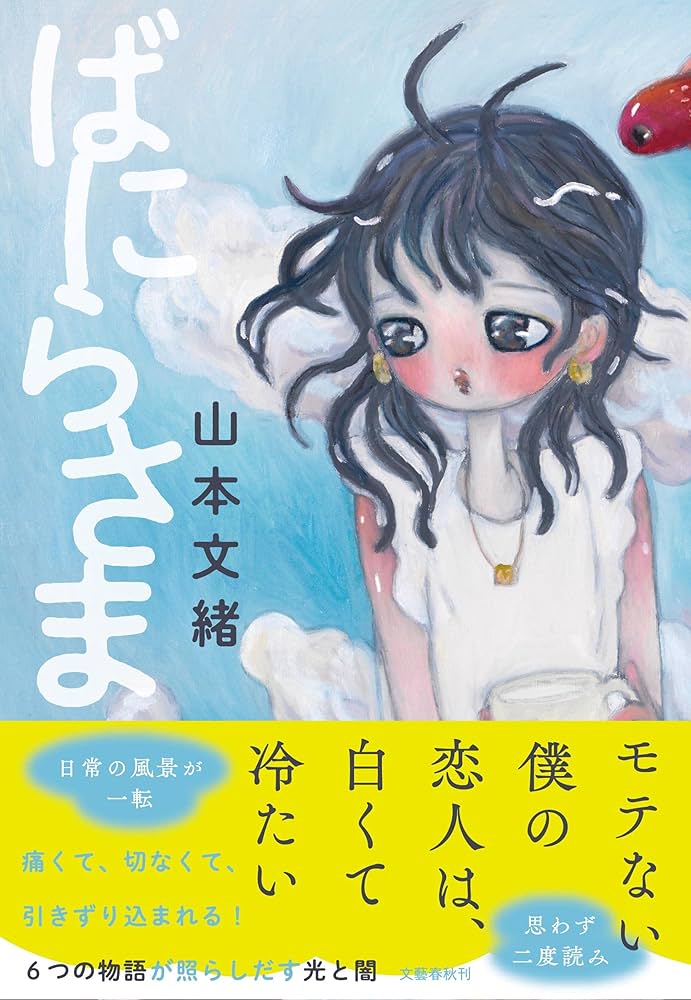 ばにらさま
山本文緒
モテない
僕の
恋人は、
白くて
冷たい
日常の風景が
一転
痛くて、切なくて、
引きずり込まれる！
思わず
二度読み
6つの物語が照らしだす光と闇
文藝春秋刊